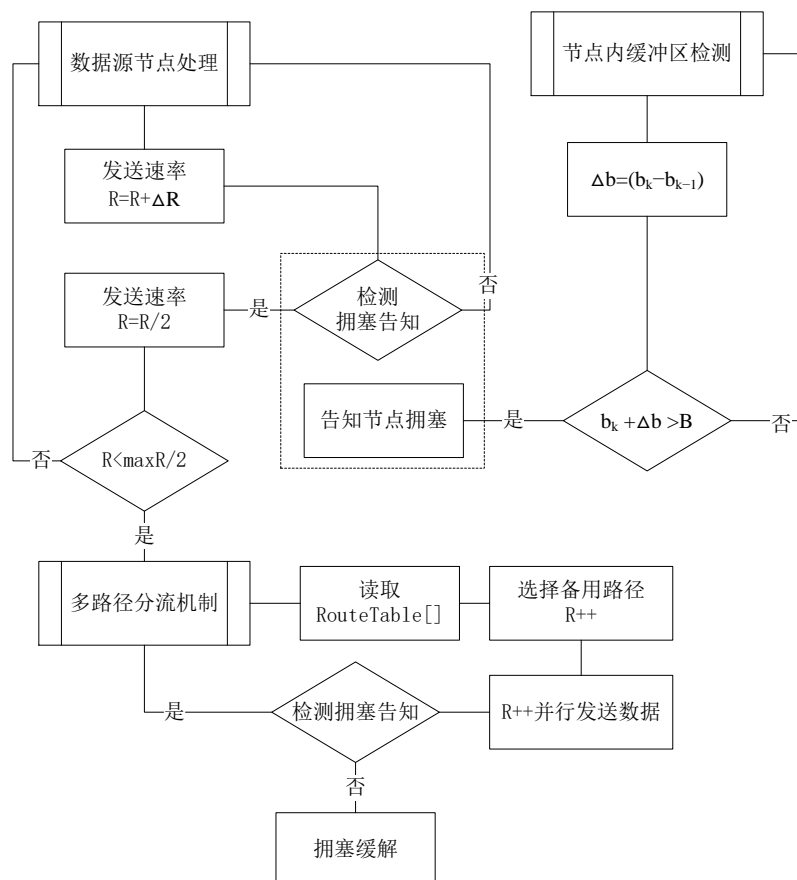 数据源节点处理
节点内缓冲区检测
发送速率
R=R+△R
△b=(bₖ−bₖ₋₁)
发送速率
R=R/2
是
检测
拥塞告知
否
告知节点拥塞
是
bₖ +△b >B
否
否
R<maxR/2
是
多路径分流机制
读取
RouteTable[]
选择备用路径
R++
是
检测拥塞告知
R++并行发送数据
否
拥塞缓解